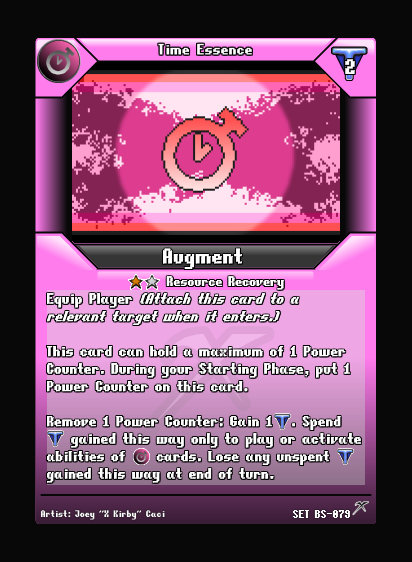 Time Essence
2
Augment
Resource Recovery
Equip Player (Attach this card to a
relevant target when it enters.)
This card can hold a maximum of 1 Power
Counter. During your Starting Phase, put 1
Power Counter on this card.
Remove 1 Power Counter: Gain 1 . Spend
gained this way only to play or activate
abilities of cards. Lose any unspent
gained this way at end of turn.
Artist: Joey "X Kirby" Caci
SET BS-079